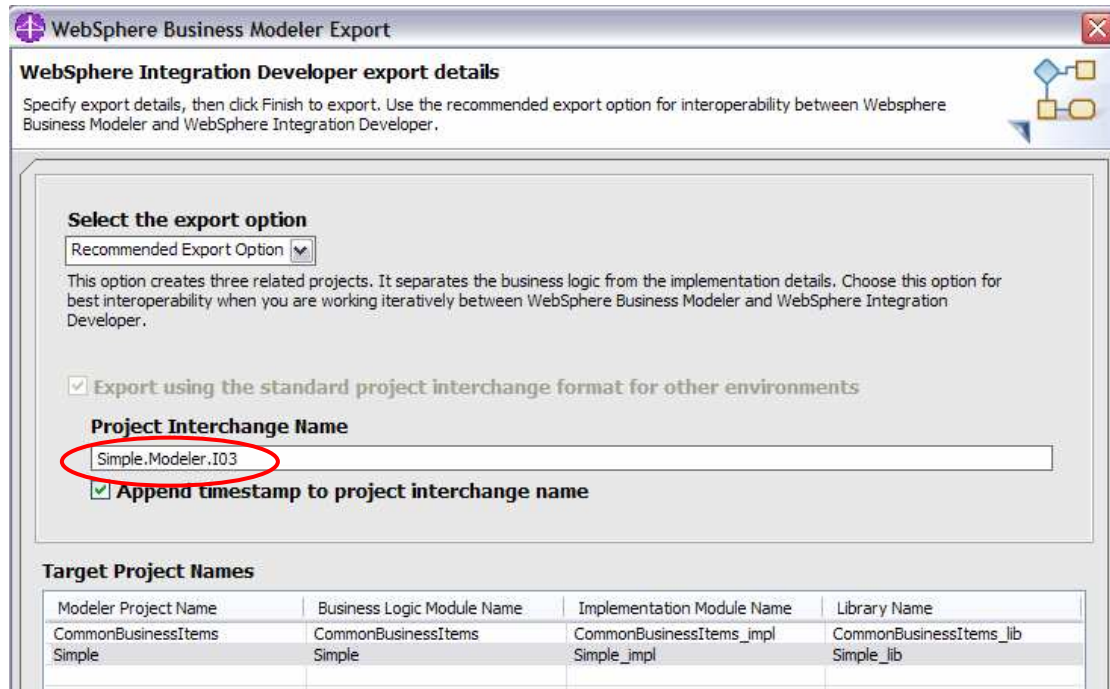 WebSphere Business Modeler Export
WebSphere Integration Developer export details
Specify export details, then click Finish to export. Use the recommended export option for interoperability between Websphere
Business Modeler and WebSphere Integration Developer.
Select the export option
Recommended Export Option
This option creates three related projects. It separates the business logic from the implementation details. Choose this option for
best interoperability when you are working iteratively between WebSphere Business Modeler and WebSphere Integration
Developer.
Export using the standard project interchange format for other environments
Project Interchange Name
Simple.Modeler.I03
Append timestamp to project interchange name
Target Project Names
Modeler Project Name Business Logic Module Name Implementation Module Name Library Name
CommonBusinessItems CommonBusinessItems CommonBusinessItems_impl CommonBusinessItems_lib
Simple Simple Simple_impl Simple_lib